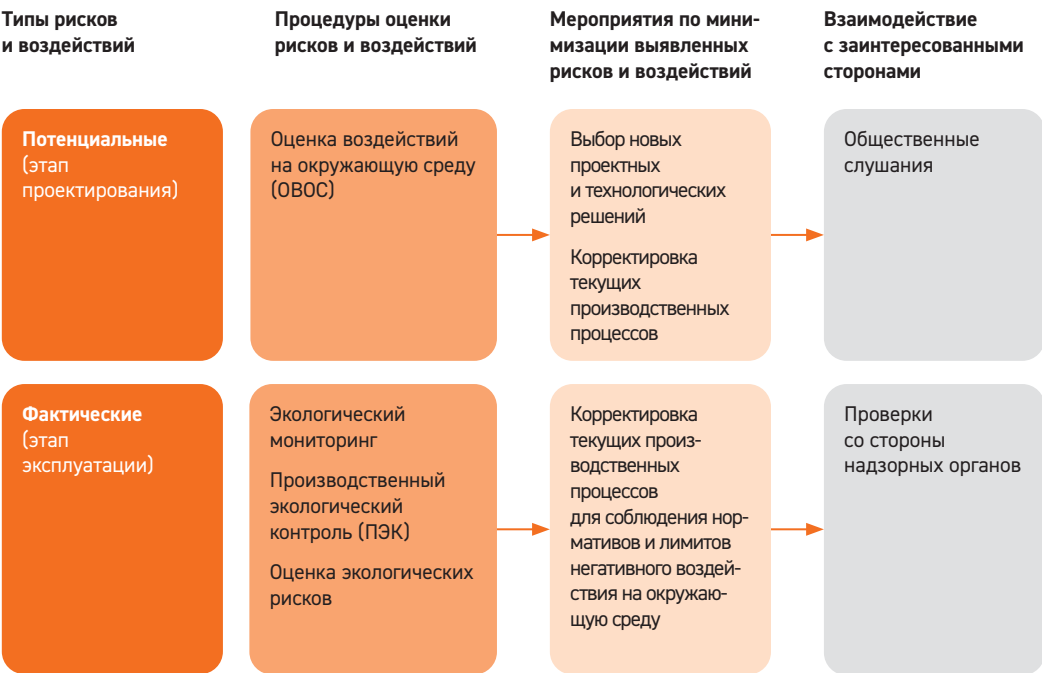 Типы рисков
и воздействий
Процедуры оценки
рисков и воздействий
Мероприятия по мини-
мизации выявленных
рисков и воздействий
Взаимодействие
с заинтересованными
сторонами
Потенциальные
(этап
проектирования)
Оценка воздействий
на окружающую среду
(ОВОС)
Выбор новых
проектных
и технологических
решений
Корректировка
текущих
производственных
процессов
Общественные
слушания
Фактические
(этап
эксплуатации)
Экологический
мониторинг
Производственный
экологический
контроль (ПЭК)
Оценка экологических
рисков
Корректировка
текущих произ-
водственных
процессов
для соблюдения нор-
мативов и лимитов
негативного воздей-
ствия на окружаю-
щую среду
Проверки
со стороны
надзорных органов